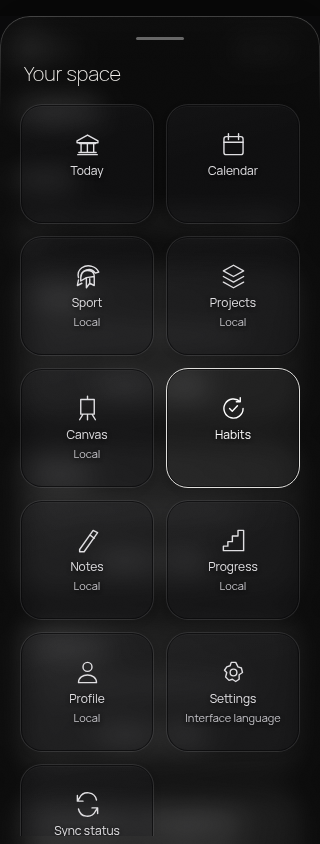 Your space
Today
Calendar
Sport
Local
Projects
Local
Canvas
Local
Habits
Notes
Local
Progress
Local
Profile
Local
Settings
Interface language
Sync status